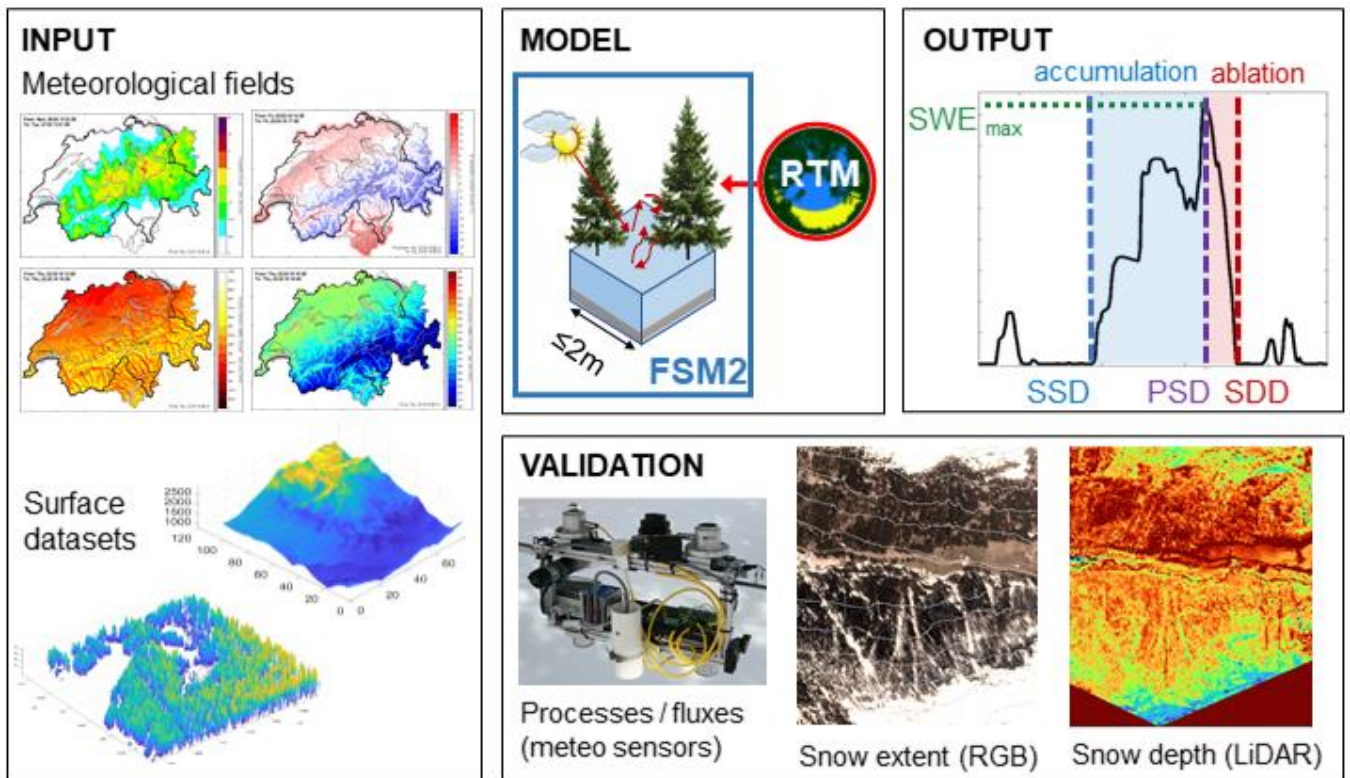 INPUT
Meteorological fields
Surface
datasets
2500
2000
1500
1000
120
100
80
60
40
20
0
0
20
40
60
MODEL
RTM
≤2m
FSM2
OUTPUT
accumulation ablation
SWE max
SSD PSD SDD
VALIDATION
Processes / fluxes
(meteo sensors)
Snow extent (RGB)
Snow depth (LiDAR)